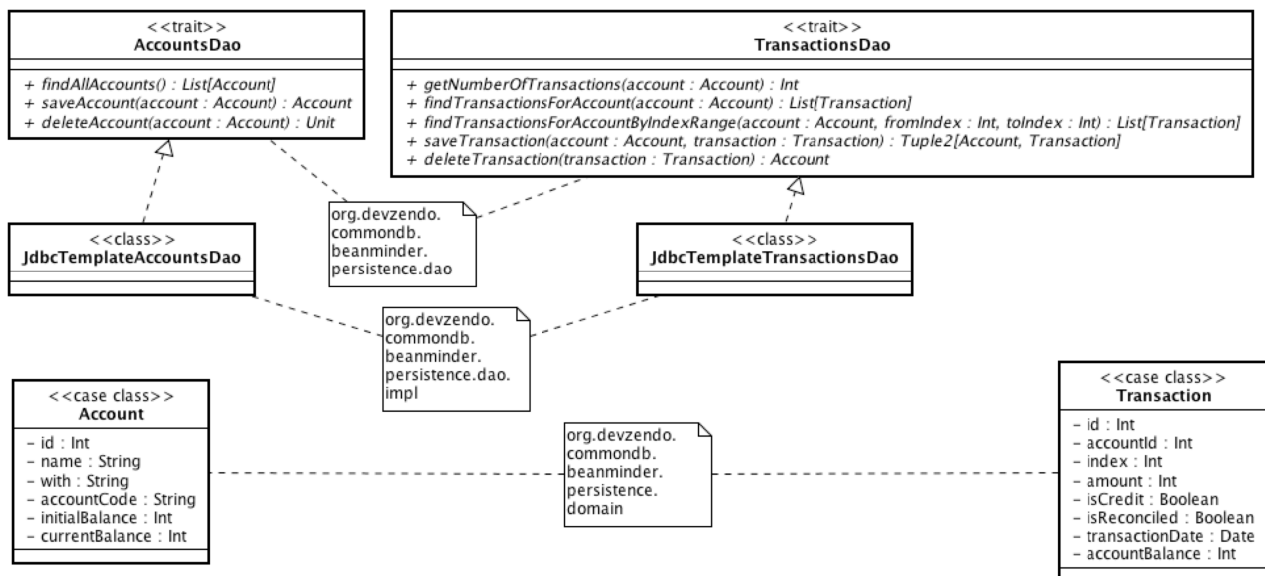 <<trait>>
AccountsDao
+ findAllAccounts() : List[Account]
+ saveAccount(account : Account) : Account
+ deleteAccount(account : Account) : Unit
<<trait>>
TransactionsDao
+ getNumberOfTransactions(account : Account) : Int
+ findTransactionsForAccount(account : Account) : List[Transaction]
+ findTransactionsForAccountByIndexRange(account : Account, fromIndex : Int, toIndex : Int) : List[Transaction]
+ saveTransaction(account : Account, transaction : Transaction) : Tuple2[Account, Transaction]
+ deleteTransaction(transaction : Transaction) : Account
org.devzendo.
commondb.
beanminder.
persistence.dao
<<class>>
JdbcTemplateAccountsDao
<<class>>
JdbcTemplateTransactionsDao
org.devzendo.
commondb.
beanminder.
persistence.dao.
impl
<<case class>>
Account
- id : Int
- name : String
- with : String
- accountCode : String
- initialBalance : Int
- currentBalance : Int
org.devzendo.
commondb.
beanminder.
persistence.
domain
<<case class>>
Transaction
- id : Int
- accountId : Int
- index : Int
- amount : Int
- isCredit : Boolean
- isReconciled : Boolean
- transactionDate : Date
- accountBalance : Int